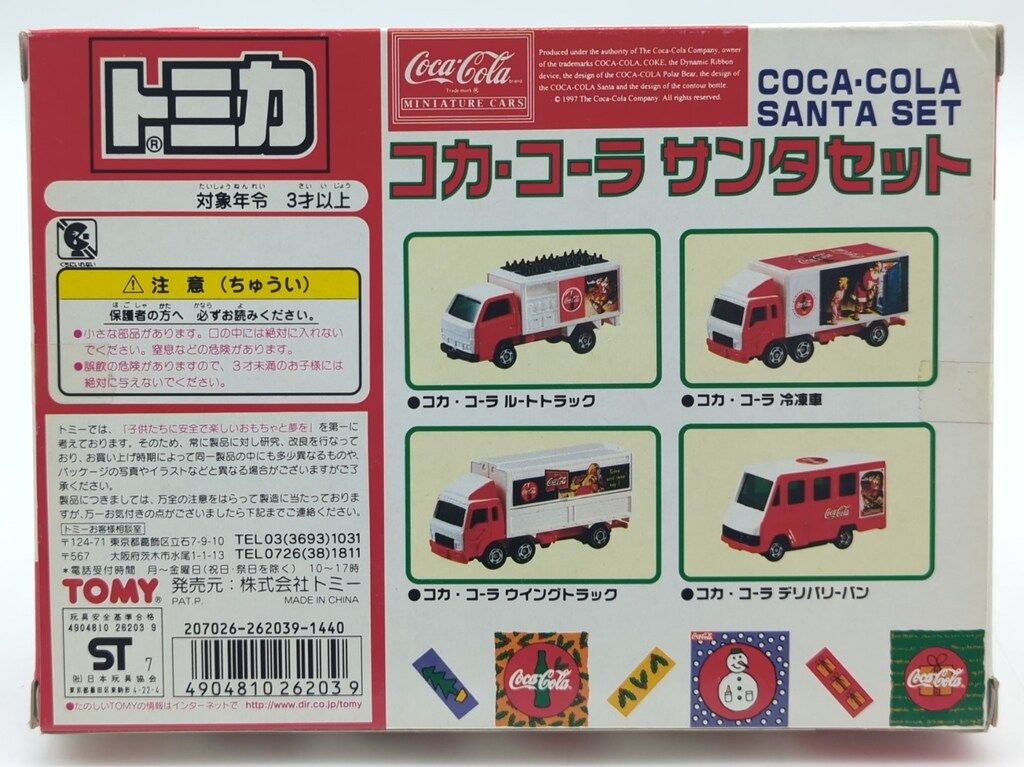 トミカ®
たいしょうねんれい さい い じょう
対象年令 3才以上
くちにいれない
⚠ 注 意 (ちゅうい)
ほ ご しゃ かた かなら よ
保護者の方へ 必ずお読みください。
●小さな部品があります。口の中には絶対に入れない
でください。窒息などの危険があります。
●誤飲の危険がありますので、3才未満のお子様には
絶対に与えないでください。
トミーでは、「子供たちに安全で楽しいおもちゃと夢を」を第一に
考えております。そのため、常に製品に対し研究、改良を行なって
おり、お買い上げ時期によって同一製品の中にも多少異なるものや、
パッケージの写真やイラストなどと異なる場合がございますがご了
承ください。
製品につきましては、万全の注意をはらって製造に当たっております
が、万一お気付きの点がございましたら下記までご連絡ください。
トミーお客様相談室
〒124-71 東京都葛飾区立石7-9-10 TEL03(3693)1031
〒567 大阪府茨木市水尾1-1-13 TEL0726(38)1811
*電話受付時間 月~金曜日(祝日・祭日を除く) 10~17時
TOMY® 発売元:株式会社トミー
PAT.P. MADE IN CHINA
玩具安全基準合格
4904810 26203 9
ST 7
(社)日本玩具協会
東京都墨田区東駒形4-22-4
207026-262039-1440
4904810262039
●たのしいTOMYの情報はインターネットで http://www.dir.co.jp/tomy
Coca-Cola
Trade mark ®
MINIATURE CARS
Produced under the authority of The Coca-Cola Company, owner
of the trademarks COCA-COLA, COKE, the Dynamic Ribbon
device, the design of the COCA-COLA Polar Bear, the design of
the COCA-COLA Santa and the design of the contour bottle.
© 1997 The Coca-Cola Company. All rights reserved.
COCA-COLA
SANTA SET
コカ・コーラ サンタセット
●コカ・コーラ ルートトラック
●コカ・コーラ 冷凍車
●コカ・コーラ ウイングトラック
Coca-Cola
●コカ・コーラ デリバリーバン
Coca-Cola
Coca-Cola
Coca-Cola